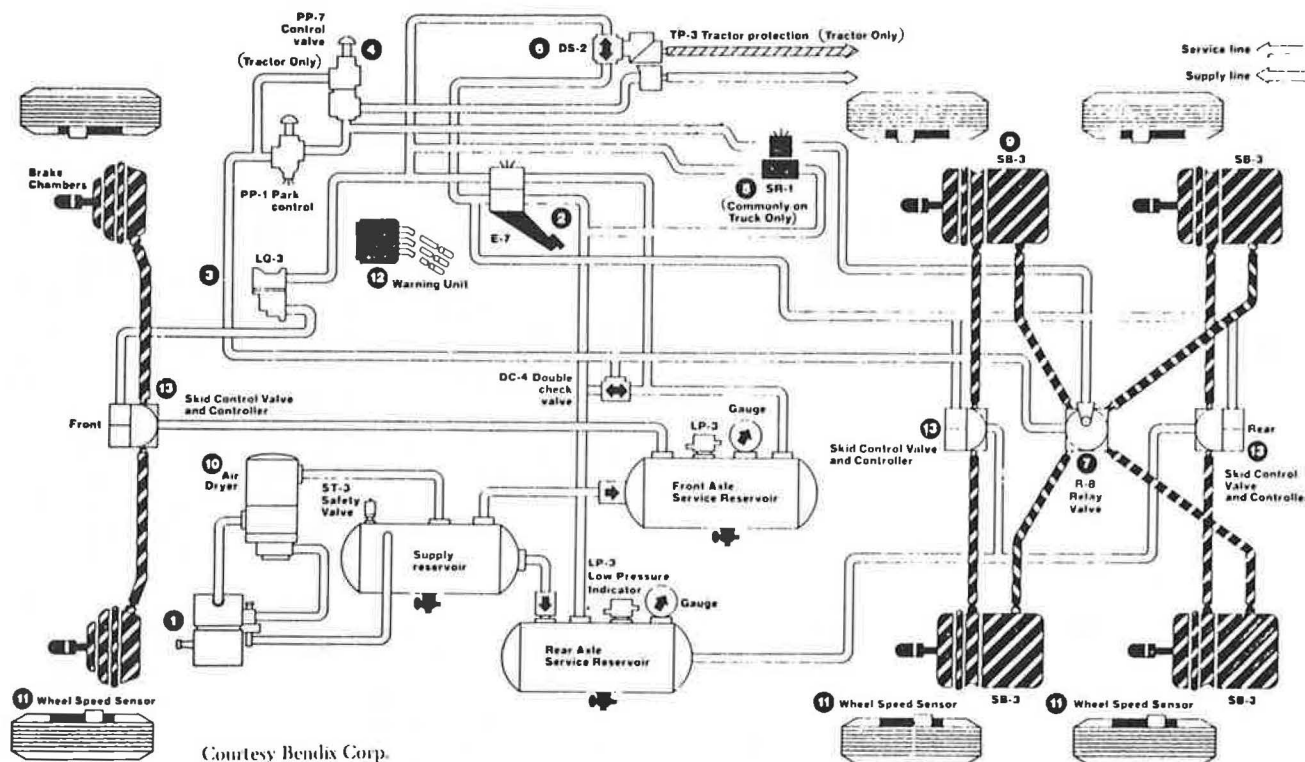 PP-7
Control
valve
4
(Tractor Only)
6
DS-2
TP-3 Tractor protection (Tractor Only)
Service line
Supply line
Brake
Chambers
PP-1 Park
control
E-7
2
8
SR-1
(Commonly on
Truck Only)
9
SB-3
SB-3
3
LQ-3
12
Warning Unit
13
Skid Control Valve
and Controller
Front
DC-4 Double
check
valve
LP-3
Gauge
Front Axle
Service Reservoir
13
Skid Control Valve
and Controller
7
R-8
Relay
Valve
Rear
13
Skid Control
Valve
and Controller
10
Air
Dryer
ST-3
Safety
Valve
Supply
reservoir
1
LP-3
Low Pressure
Indicator
Gauge
Rear Axle
Service Reservoir
SB-3
SB-3
11 Wheel Speed Sensor
11 Wheel Speed Sensor
11 Wheel Speed Sensor
Courtesy Bendix Corp.